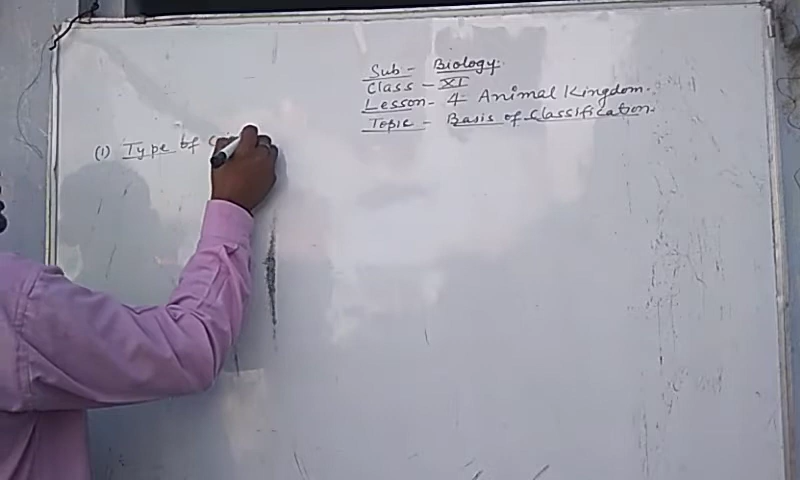 Sub - Biology.
Class - XI
Lesson - 4 Animal Kingdom.
Topic - Basis of Classification.
(1) Type of